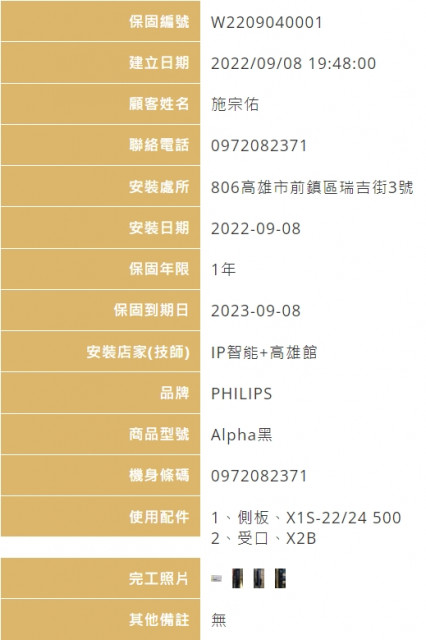 保固編號 W2209040001
建立日期 2022/09/08 19:48:00
顧客姓名 施宗佑
聯絡電話 0972082371
安裝處所 806高雄市前鎮區瑞吉街3號
安裝日期 2022-09-08
保固年限 1年
保固到期日 2023-09-08
安裝店家(技師) IP智能+高雄館
品牌 PHILIPS
商品型號 Alpha黑
機身條碼 0972082371
使用配件 1、側板、X1S-22/24 500
2、受口、X2B
完工照片
其他備註 無